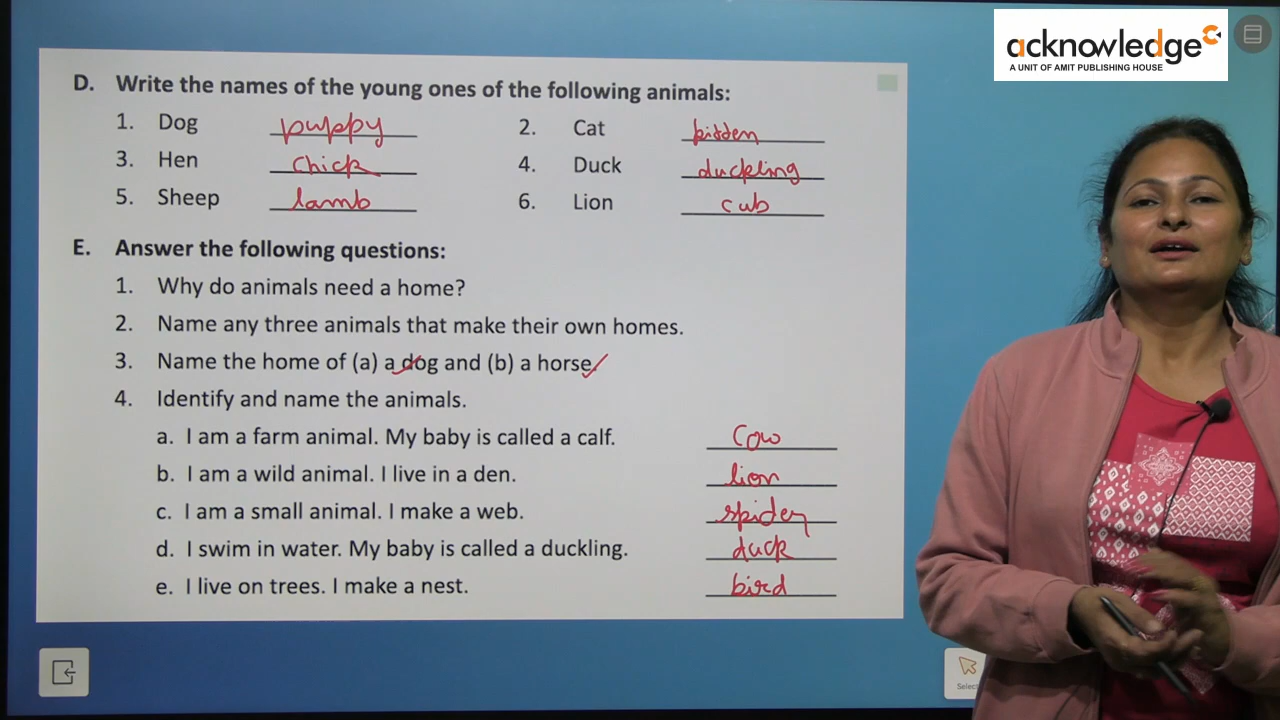 acknowledge
A UNIT OF AMIT PUBLISHING HOUSE
D. Write the names of the young ones of the following animals:
1. Dog puppy 2. Cat kitten
3. Hen chick 4. Duck duckling
5. Sheep lamb 6. Lion cub
E. Answer the following questions:
1. Why do animals need a home?
2. Name any three animals that make their own homes.
3. Name the home of (a) a dog and (b) a horse.
4. Identify and name the animals.
a. I am a farm animal. My baby is called a calf. Cow
b. I am a wild animal. I live in a den. lion
c. I am a small animal. I make a web. spider
d. I swim in water. My baby is called a duckling. duck
e. I live on trees. I make a nest. bird
Select